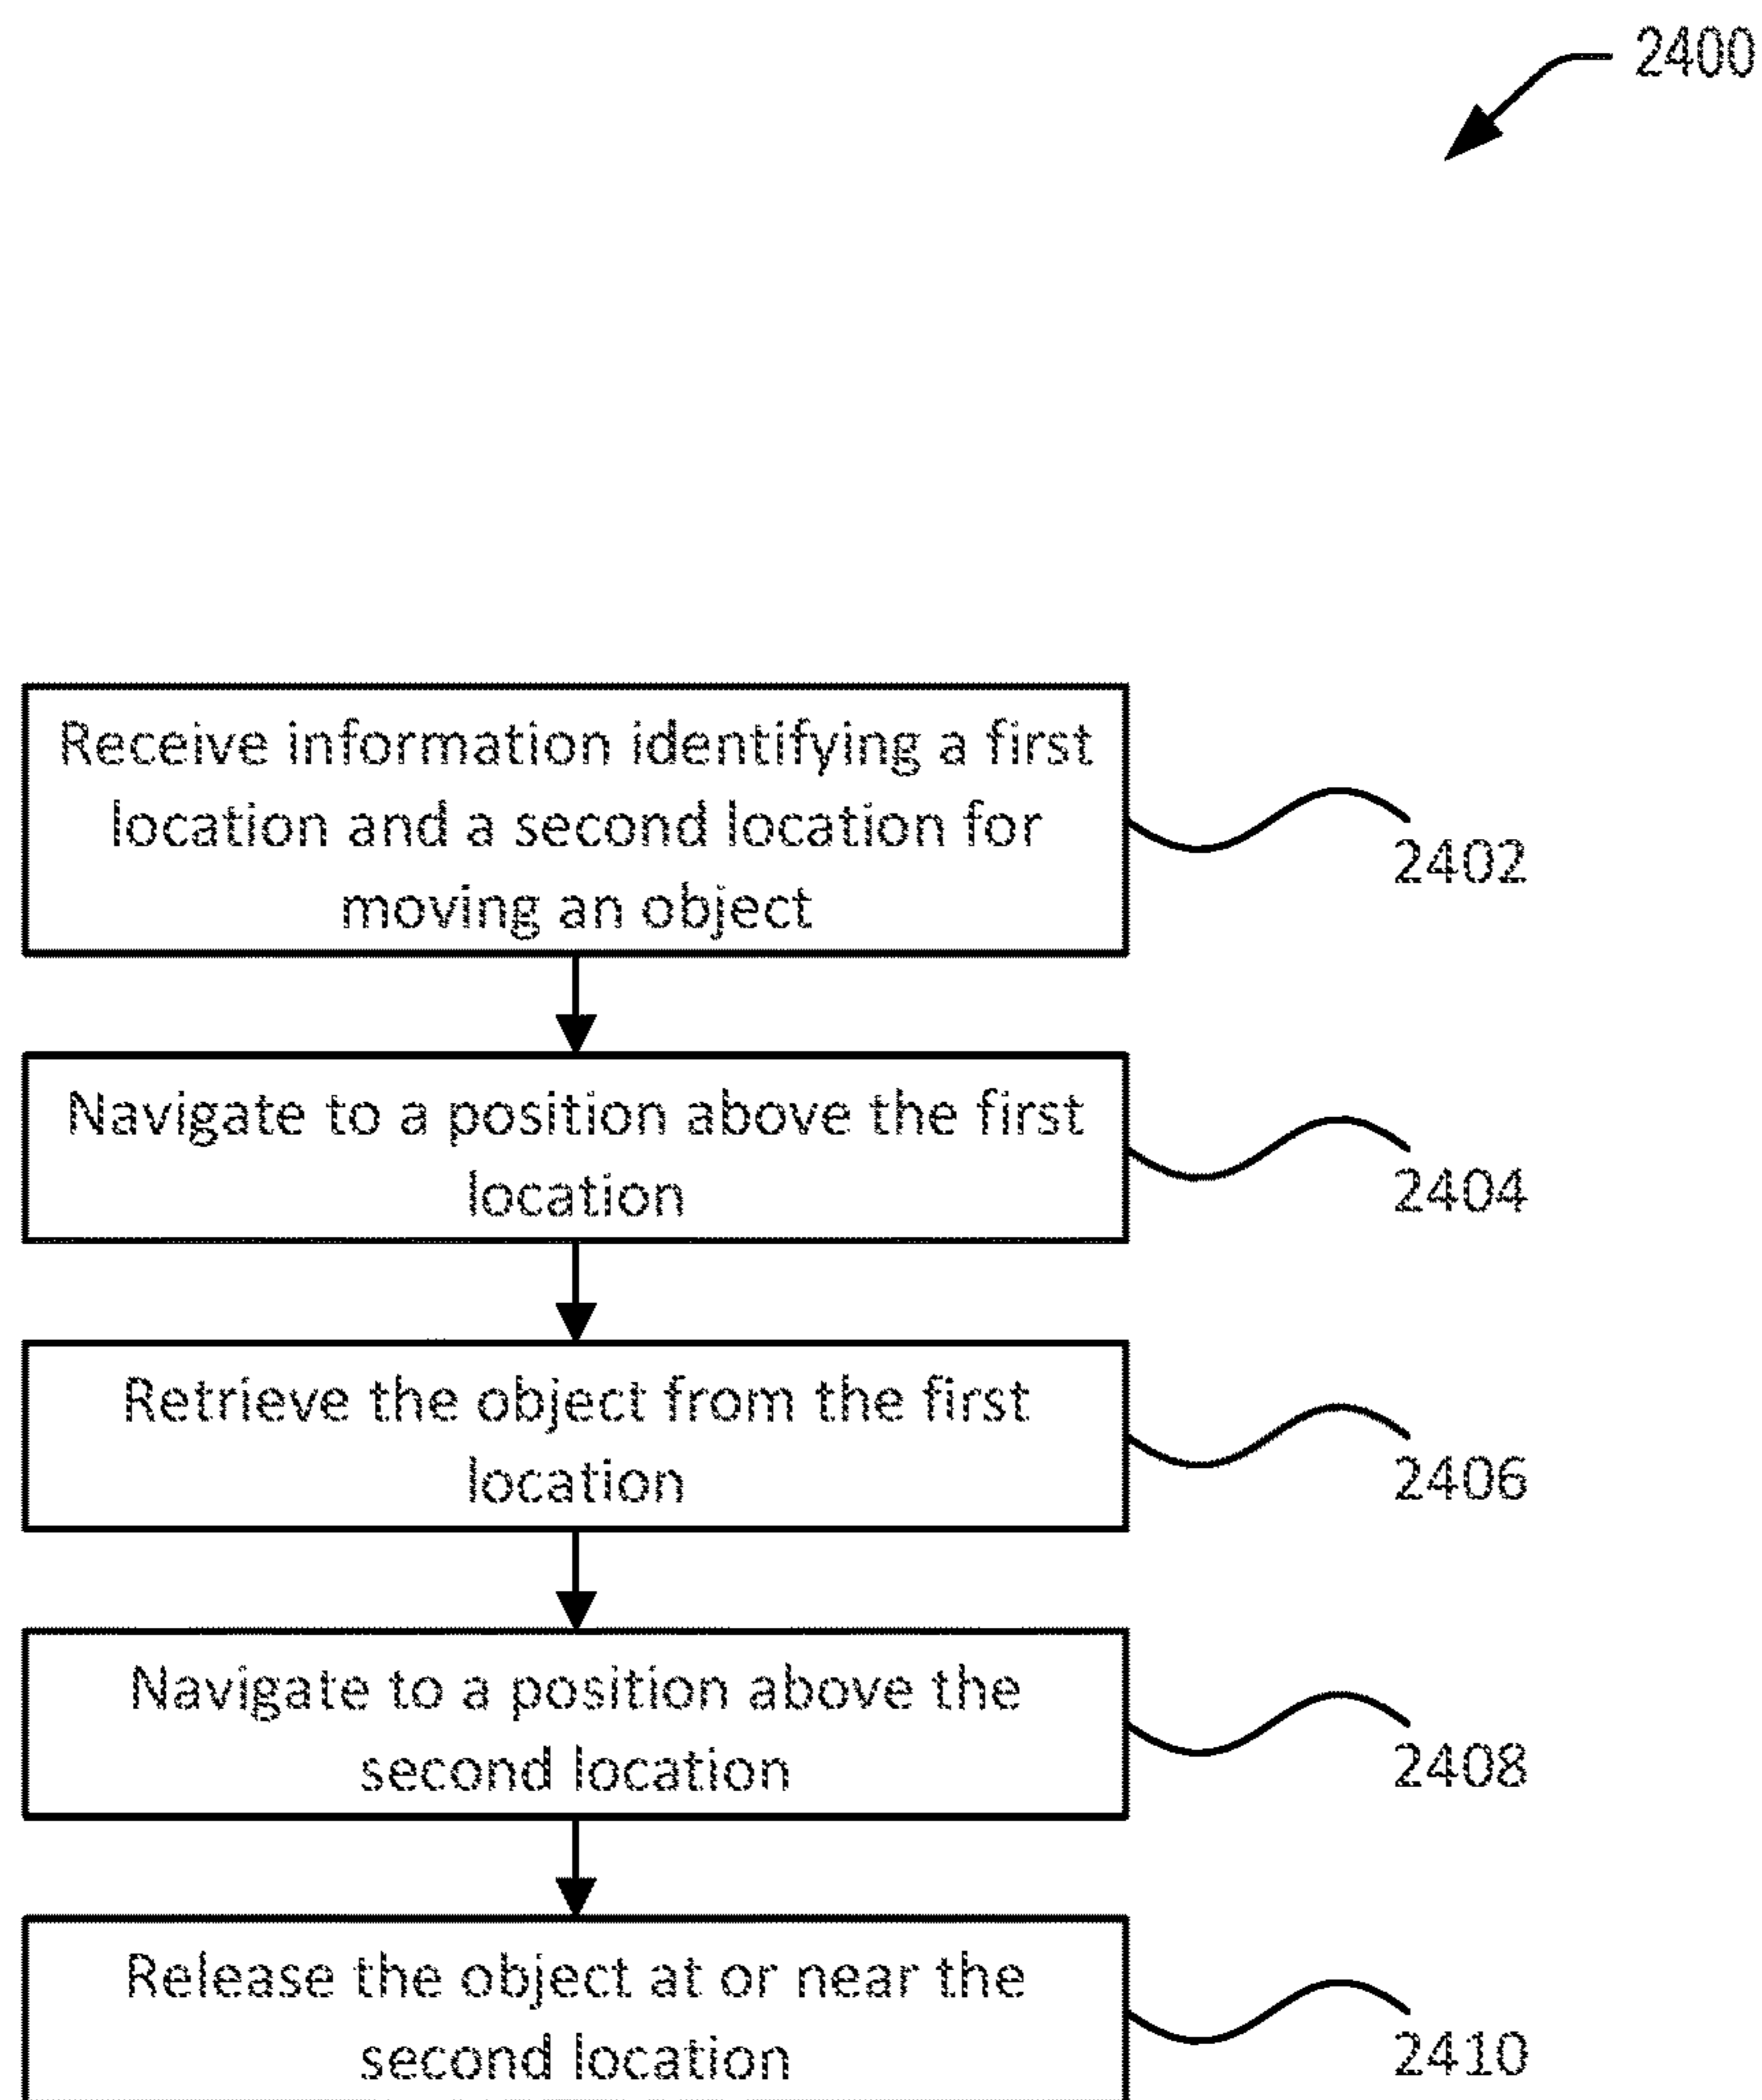 2400
Receive information identifying a first
location and a second location for
moving an object
2402
Navigate to a position above the first
location
2404
Retrieve the object from the first
location
2406
Navigate to a position above the
second location
2408
Release the object at or near the
second location
2410